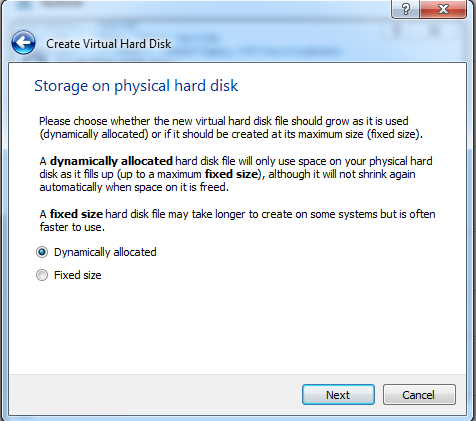 Create Virtual Hard Disk
Storage on physical hard disk
Please choose whether the new virtual hard disk file should grow as it is used
(dynamically allocated) or if it should be created at its maximum size (fixed size).
A dynamically allocated hard disk file will only use space on your physical hard
disk as it fills up (up to a maximum fixed size), although it will not shrink again
automatically when space on it is freed.
A fixed size hard disk file may take longer to create on some systems but is often
faster to use.
Dynamically allocated
Fixed size
Next Cancel